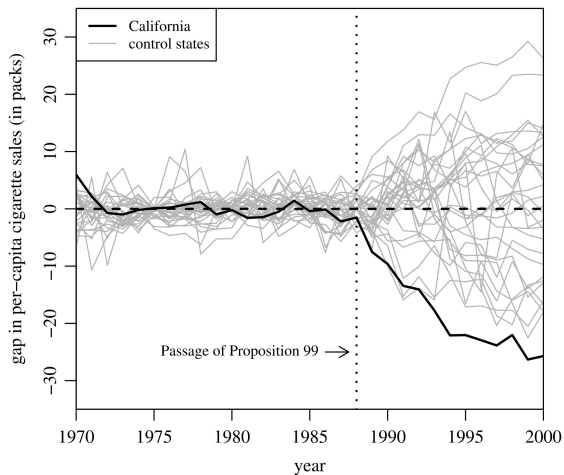 California
control states
gap in per-capita cigarette sales (in packs)
30
20
10
0
−10
−20
−30
Passage of Proposition 99
1970 1975 1980 1985 1990 1995 2000
year